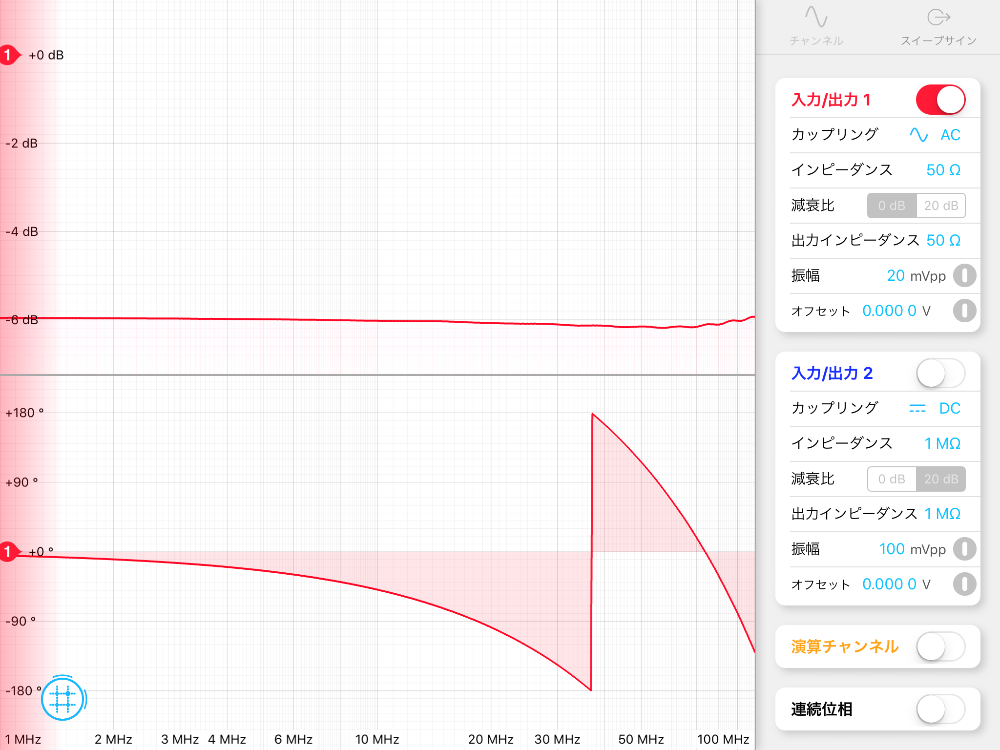 1 +0 dB
-2 dB
-4 dB
-6 dB
+180 °
+90 °
1 +0 °
-90 °
-180 °
1 MHz 2 MHz 3 MHz 4 MHz 6 MHz 10 MHz 20 MHz 30 MHz 50 MHz 100 MHz
チャンネル スイープサイン
入力/出力 1
カップリング AC
インピーダンス 50 Ω
減衰比 0 dB 20 dB
出力インピーダンス 50 Ω
振幅 20 mVpp
オフセット 0.000 0 V
入力/出力 2
カップリング DC
インピーダンス 1 MΩ
減衰比 0 dB 20 dB
出力インピーダンス 1 MΩ
振幅 100 mVpp
オフセット 0.000 0 V
演算チャンネル
連続位相